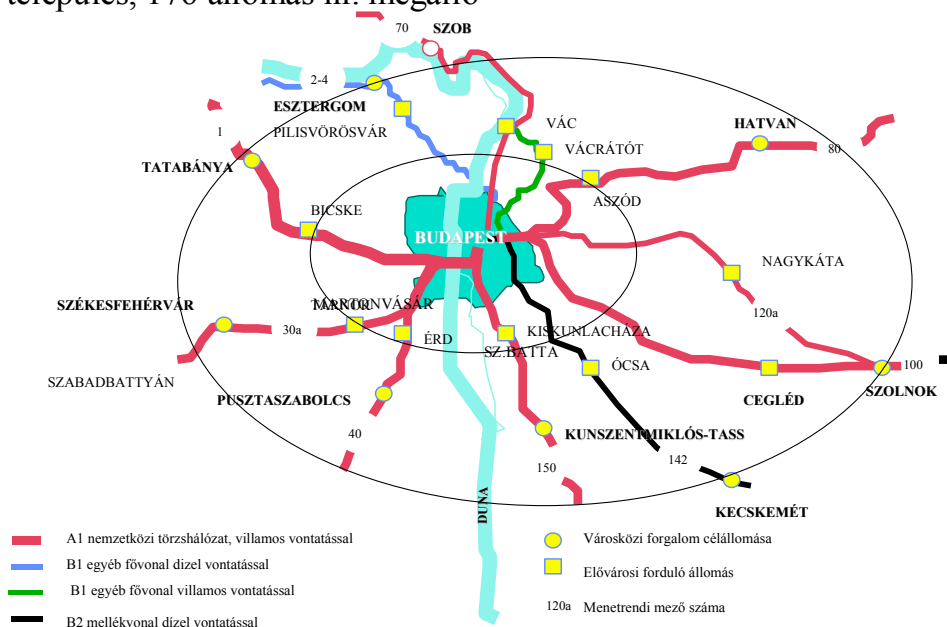 település, 170 állomás ill. megálló
70
SZOB
2-4
ESZTERGOM
PILISVÖRÖSVÁR
VÁC
VÁCRÁTÓT
HATVAN
80
1
TATABÁNYA
ASZÓD
BICSKE
BUDAPEST
NAGYKÁTA
SZÉKESFEHÉRVÁR
TÁRNOK
MARTONVÁSÁR
30a
ÉRD
KISKUNLACHÁZA
SZ.BATTA
120a
SZABADBATTYÁN
ÓCSA
100
PUSZTASZABOLCS
CEGLÉD
SZOLNOK
40
KUNSZENTMIKLÓS-TASS
150
142
DUNA
KECSKEMÉT
A1 nemzetközi törzshálózat, villamos vontatással
B1 egyéb fővonal dizel vontatással
B1 egyéb fővonal villamos vontatással
B2 mellékvonal dízel vontatással
Városközi forgalom célállomása
Elővárosi forduló állomás
120a Menetrendi mező száma